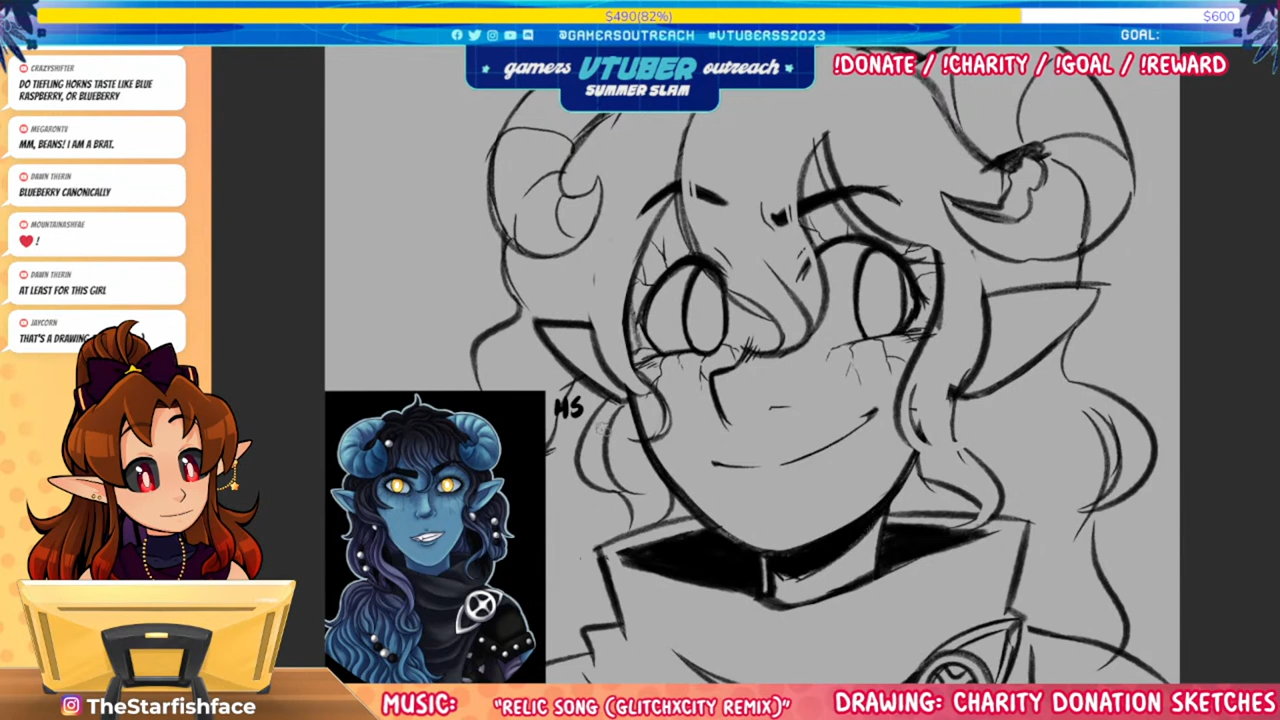 $490(82%)
$600
@GAMERSOUTREACH #VTUBERSS2023
GOAL:
gamers VTUBER outreach
SUMMER SLAM
!DONATE / !CHARITY / !GOAL / !REWARD
CRAZYSHIFTER
DO TIEFLING HORNS TASTE LIKE BLUE
RASPBERRY, OR BLUEBERRY
MEGARONTV
MM, BEANS! I AM A BRAT.
DAWN THERIN
BLUEBERRY CANONICALLY
MOUNTAINASHFAE
❤ !
DAWN THERIN
AT LEAST FOR THIS GIRL
JAYCORN
THAT'S A DRAWING
HS
TheStarfishface
MUSIC: "RELIC SONG (GLITCHXCITY REMIX)"
DRAWING: CHARITY DONATION SKETCHES